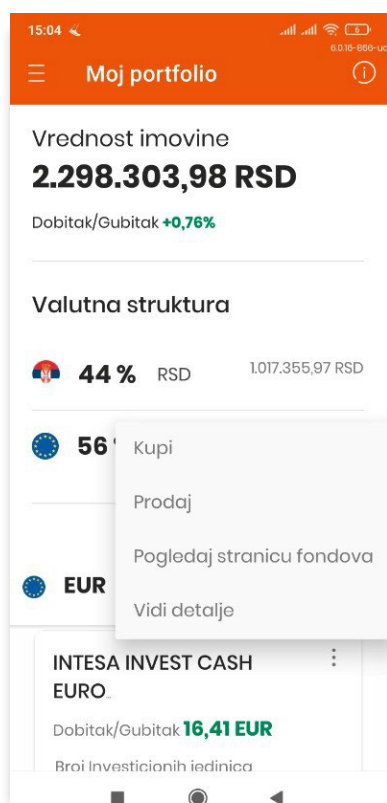 15:04
6.0.16-866-ud
Moj portfolio
Vrednost imovine
2.298.303,98 RSD
Dobitak/Gubitak +0,76%
Valutna struktura
44 % RSD 1.017.355,97 RSD
56
Kupi
Prodaj
Pogledaj stranicu fondova
Vidi detalje
EUR
INTESA INVEST CASH
EURO
Dobitak/Gubitak 16,41 EUR
Broj Investicionih jedinica